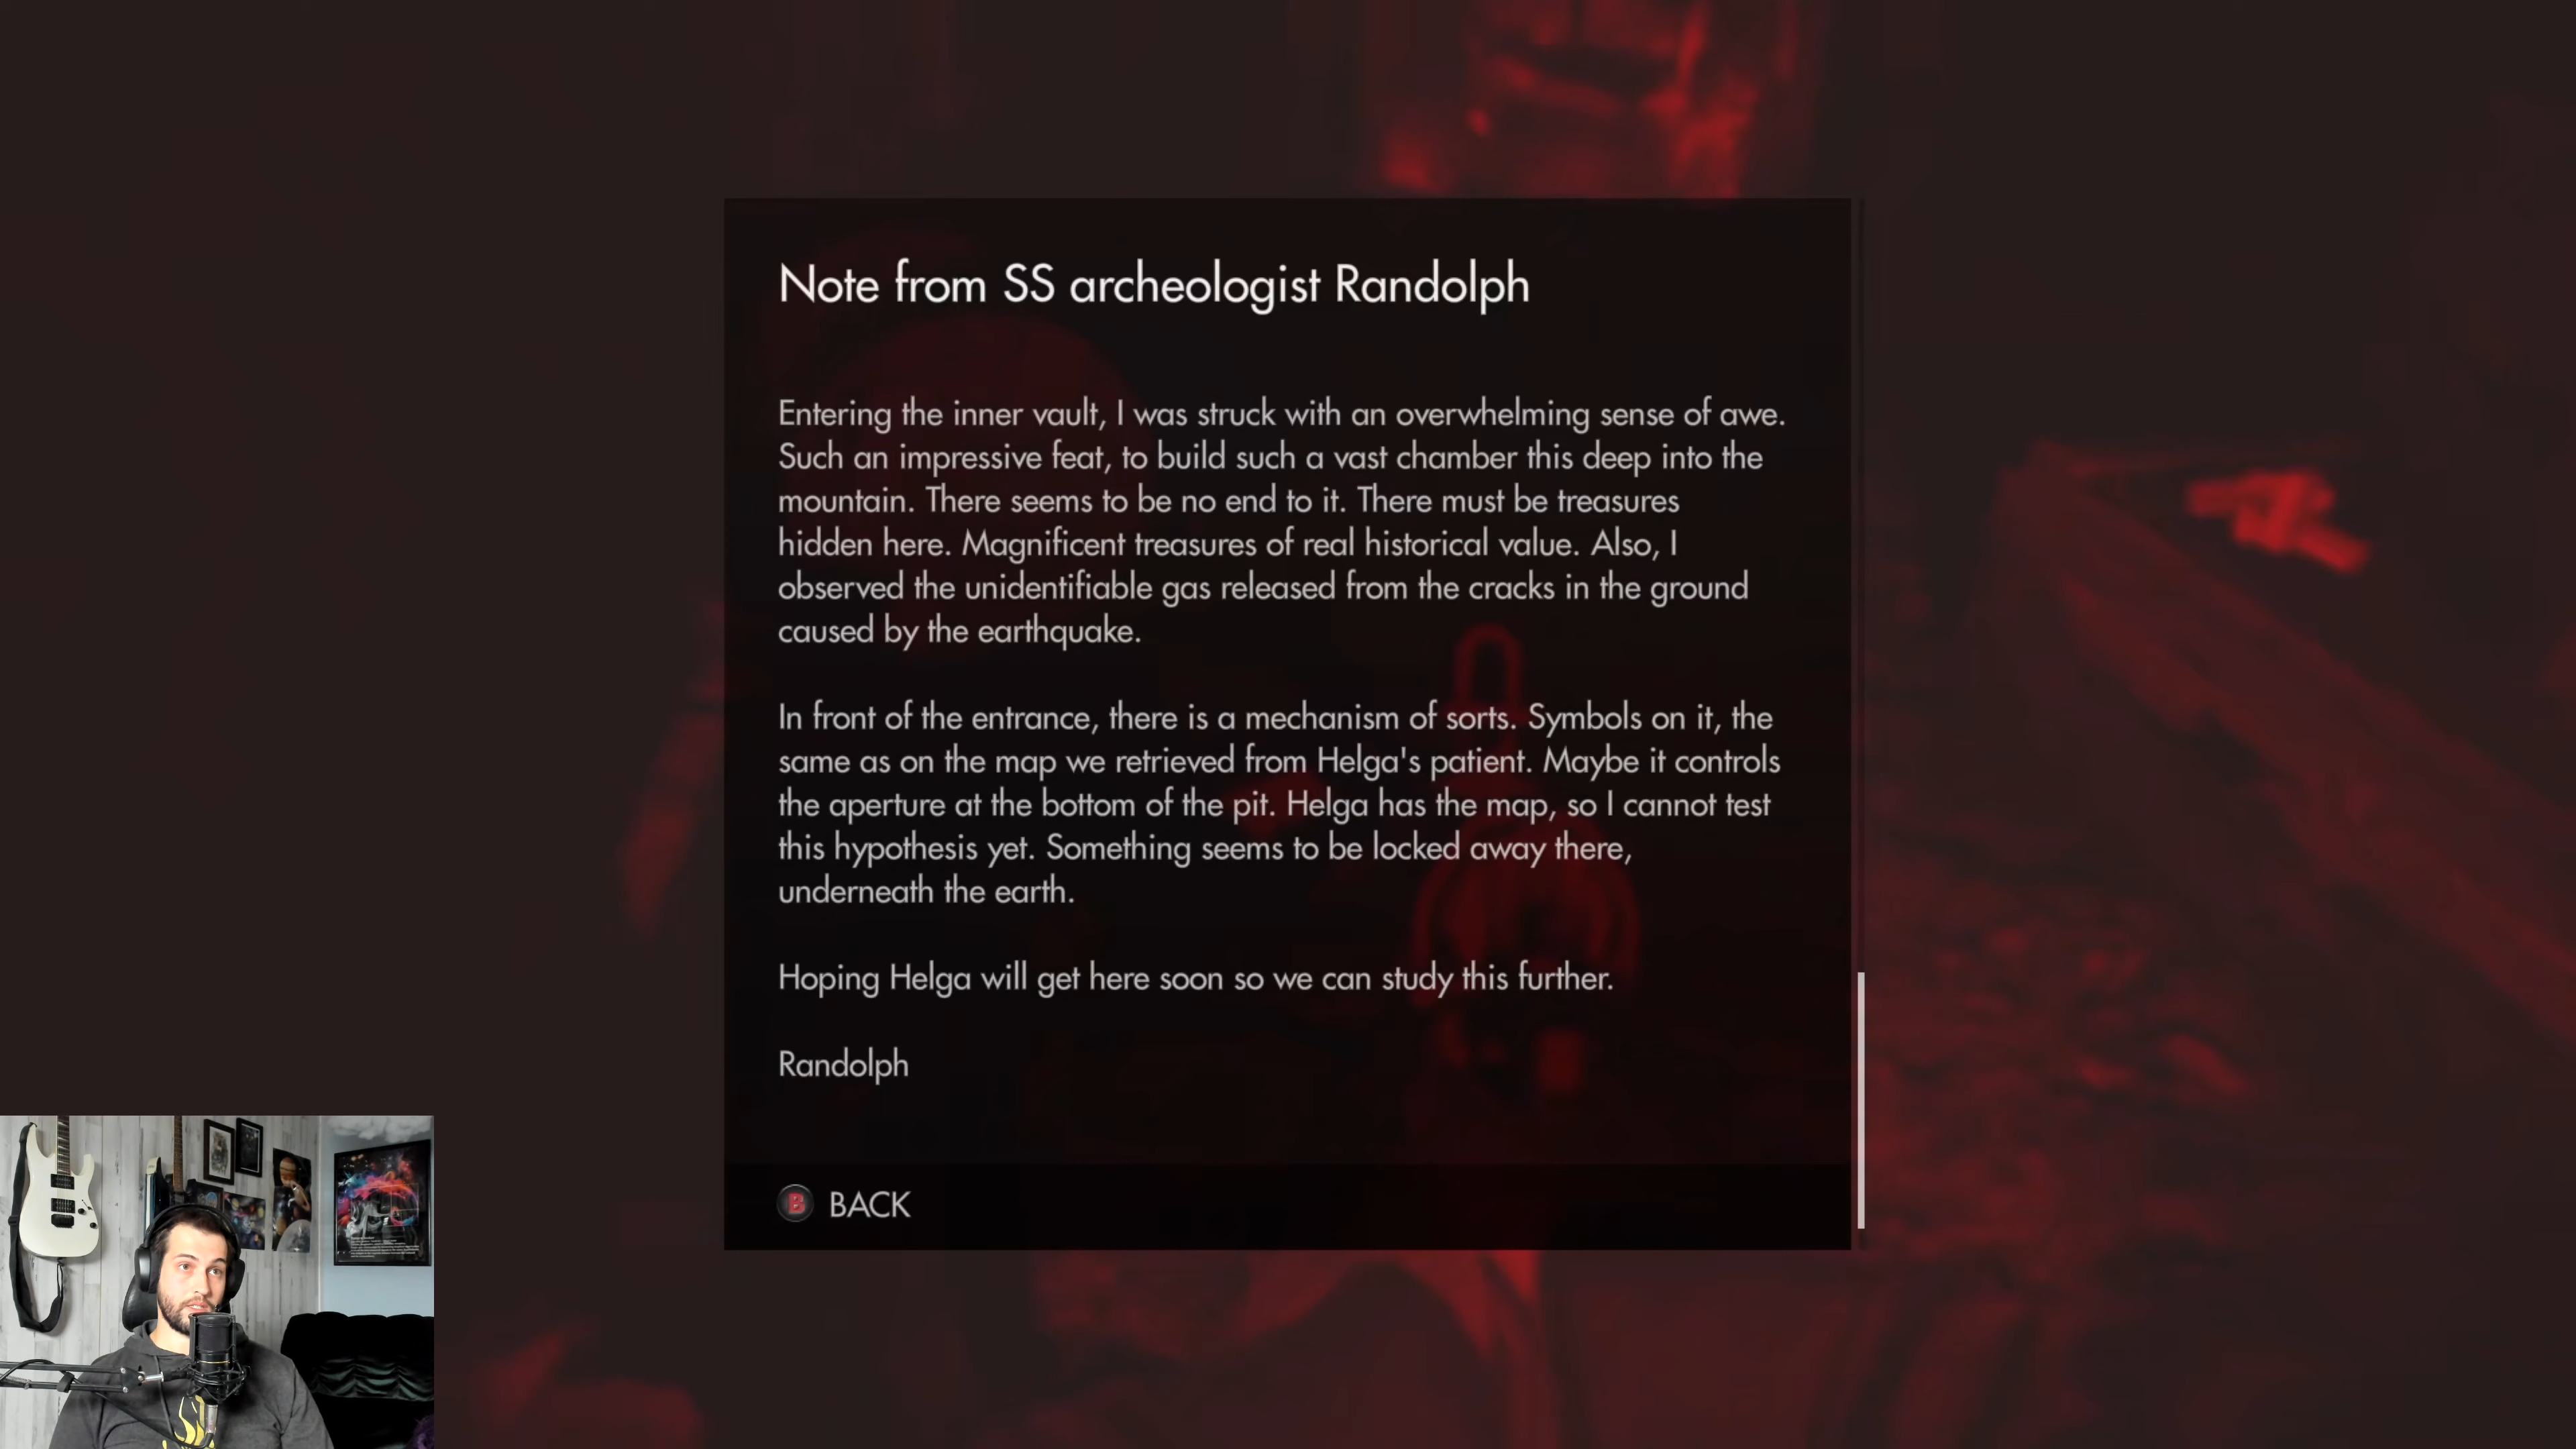 Note from SS archeologist Randolph
Entering the inner vault, I was struck with an overwhelming sense of awe.
Such an impressive feat, to build such a vast chamber this deep into the
mountain. There seems to be no end to it. There must be treasures
hidden here. Magnificent treasures of real historical value. Also, I
observed the unidentifiable gas released from the cracks in the ground
caused by the earthquake.
In front of the entrance, there is a mechanism of sorts. Symbols on it, the
same as on the map we retrieved from Helga's patient. Maybe it controls
the aperture at the bottom of the pit. Helga has the map, so I cannot test
this hypothesis yet. Something seems to be locked away there,
underneath the earth.
Hoping Helga will get here soon so we can study this further.
Randolph
B BACK